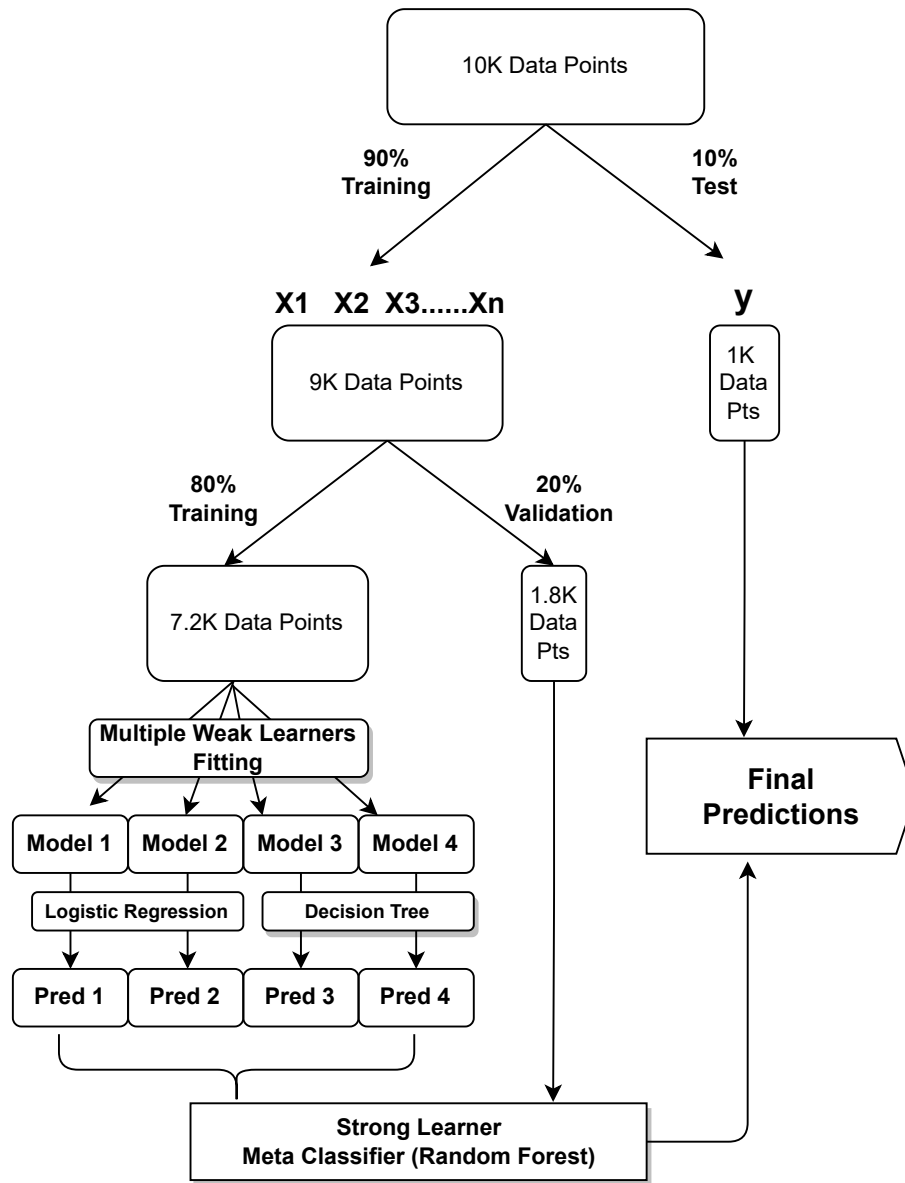 10K Data Points
90%
Training
10%
Test
X1 X2 X3......Xn
y
9K Data Points
1K
Data
Pts
80%
Training
20%
Validation
7.2K Data Points
1.8K
Data
Pts
Multiple Weak Learners
Fitting
Final
Predictions
Model 1 Model 2 Model 3 Model 4
Logistic Regression Decision Tree
Pred 1 Pred 2 Pred 3 Pred 4
Strong Learner
Meta Classifier (Random Forest)